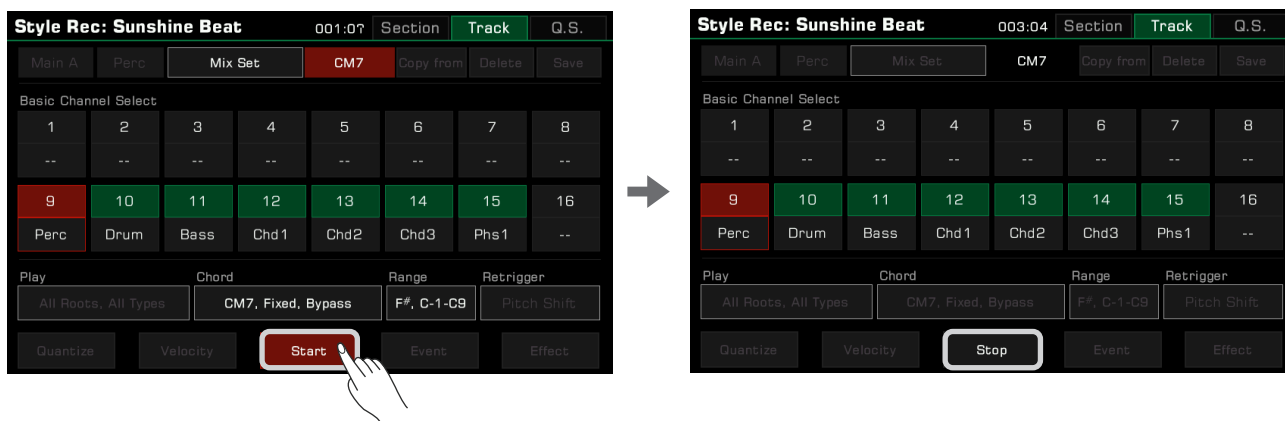 Style Rec: Sunshine Beat 001:07 Section Track Q.S.
Main A Perc Mix Set CM7 Copy from Delete Save
Basic Channel Select
1 2 3 4 5 6 7 8
-- -- -- -- -- -- -- --
9 10 11 12 13 14 15 16
Perc Drum Bass Chd1 Chd2 Chd3 Phs1 --
Play Chord Range Retrigger
All Roots, All Types CM7, Fixed, Bypass F#, C-1-C9 Pitch Shift
Quantize Velocity Start Event Effect
Style Rec: Sunshine Beat 003:04 Section Track Q.S.
Main A Perc Mix Set CM7 Copy from Delete Save
Basic Channel Select
1 2 3 4 5 6 7 8
-- -- -- -- -- -- -- --
9 10 11 12 13 14 15 16
Perc Drum Bass Chd1 Chd2 Chd3 Phs1 --
Play Chord Range Retrigger
All Roots, All Types CM7, Fixed, Bypass F#, C-1-C9 Pitch Shift
Quantize Velocity Stop Event Effect